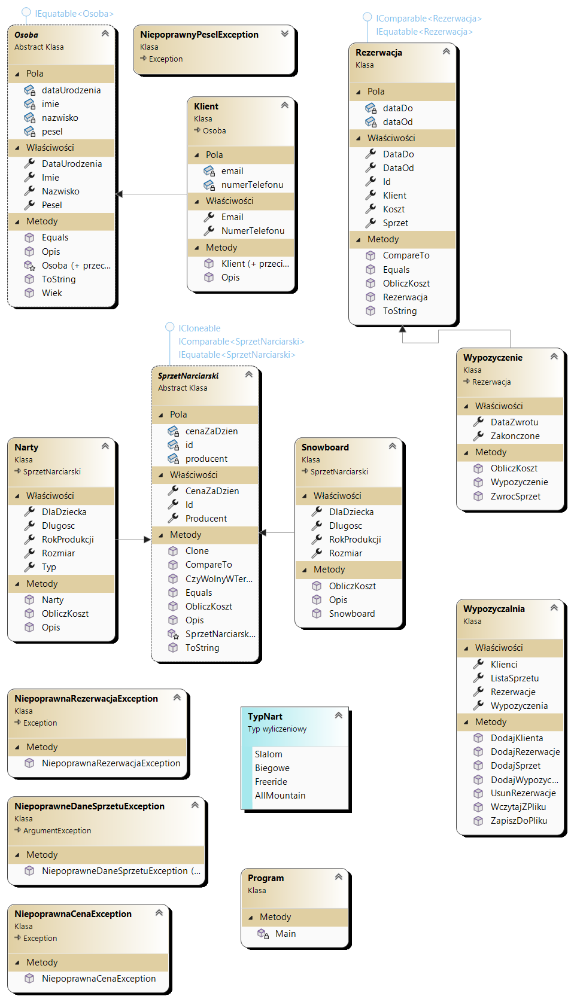 IEquatable<Osoba>
Osoba
Abstract Klasa
Pola
dataUrodzenia
imie
nazwisko
pesel
Właściwości
DataUrodzenia
Imie
Nazwisko
Pesel
Metody
Equals
Opis
Osoba (+ przec...
ToString
Wiek
NiepoprawnyPeselException
Klasa
Exception
Klient
Klasa
Osoba
Pola
email
numerTelefonu
Właściwości
Email
NumerTelefonu
Metody
Klient (+ przeci...
Opis
IComparable<Rezerwacja>
IEquatable<Rezerwacja>
Rezerwacja
Klasa
Pola
dataDo
dataOd
Właściwości
DataDo
DataOd
Id
Klient
Koszt
Sprzet
Metody
CompareTo
Equals
ObliczKoszt
Rezerwacja
ToString
ICloneable
IComparable<SprzetNarciarski>
IEquatable<SprzetNarciarski>
SprzetNarciarski
Abstract Klasa
Pola
cenaZaDzien
id
producent
Właściwości
CenaZaDzien
Id
Producent
Metody
Clone
CompareTo
CzyWolnyWTer...
Equals
ObliczKoszt
Opis
SprzetNarciarsk...
ToString
Wypozyczenie
Klasa
Rezerwacja
Właściwości
DataZwrotu
Zakonczone
Metody
ObliczKoszt
Wypozyczenie
ZwrocSprzet
Narty
Klasa
SprzetNarciarski
Właściwości
DlaDziecka
Dlugosc
RokProdukcji
Rozmiar
Typ
Metody
Narty
ObliczKoszt
Opis
Snowboard
Klasa
SprzetNarciarski
Właściwości
DlaDziecka
Dlugosc
RokProdukcji
Rozmiar
Metody
ObliczKoszt
Opis
Snowboard
Wypozyczalnia
Klasa
Właściwości
Klienci
ListaSprzetu
Rezerwacje
Wypozyczenia
Metody
DodajKlienta
DodajRezerwacje
DodajSprzet
DodajWypozyc...
UsunRezerwacje
WczytajZPliku
ZapiszDoPliku
NiepoprawnaRezerwacjaException
Klasa
Exception
Metody
NiepoprawnaRezerwacjaException
TypNart
Typ wyliczeniowy
Slalom
Biegowe
Freeride
AllMountain
NiepoprawneDaneSprzetuException
Klasa
ArgumentException
Metody
NiepoprawneDaneSprzetuException (...
Program
Klasa
Metody
Main
NiepoprawnaCenaException
Klasa
Exception
Metody
NiepoprawnaCenaException